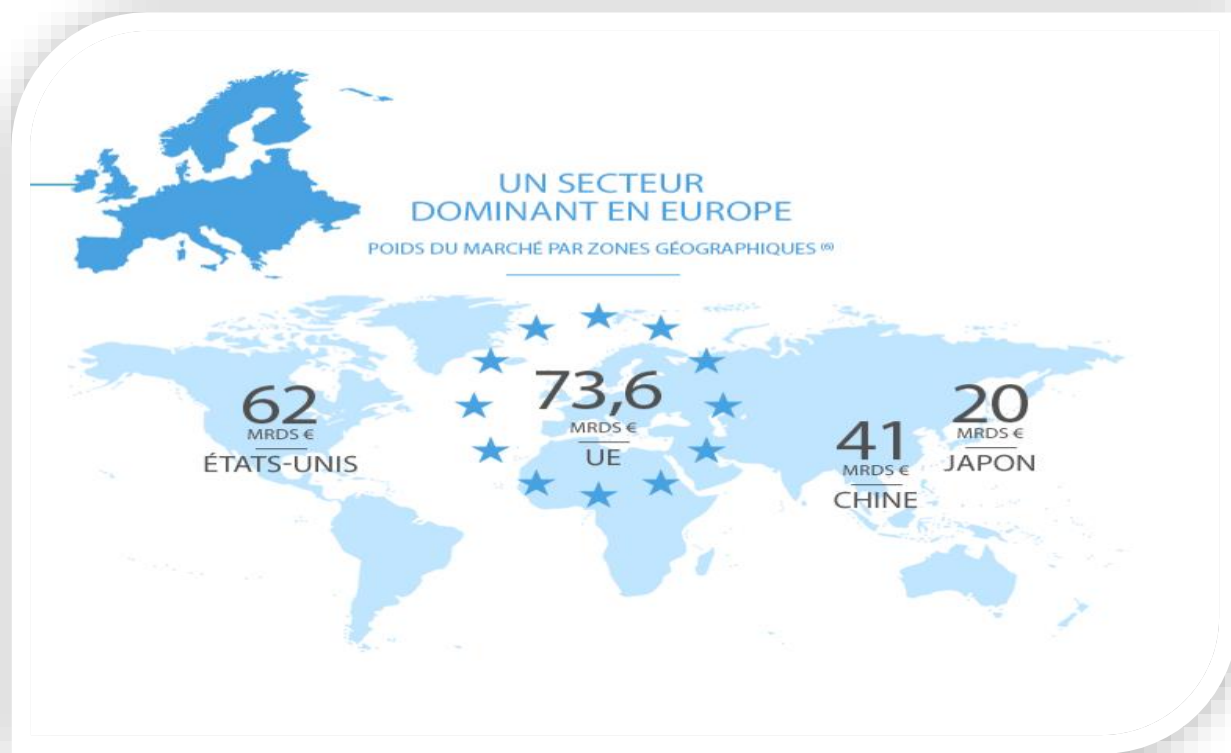 UN SECTEUR
DOMINANT EN EUROPE
POIDS DU MARCHÉ PAR ZONES GÉOGRAPHIQUES (6)
62
MRDS €
ÉTATS-UNIS
73,6
MRDS €
UE
41
MRDS €
CHINE
20
MRDS €
JAPON